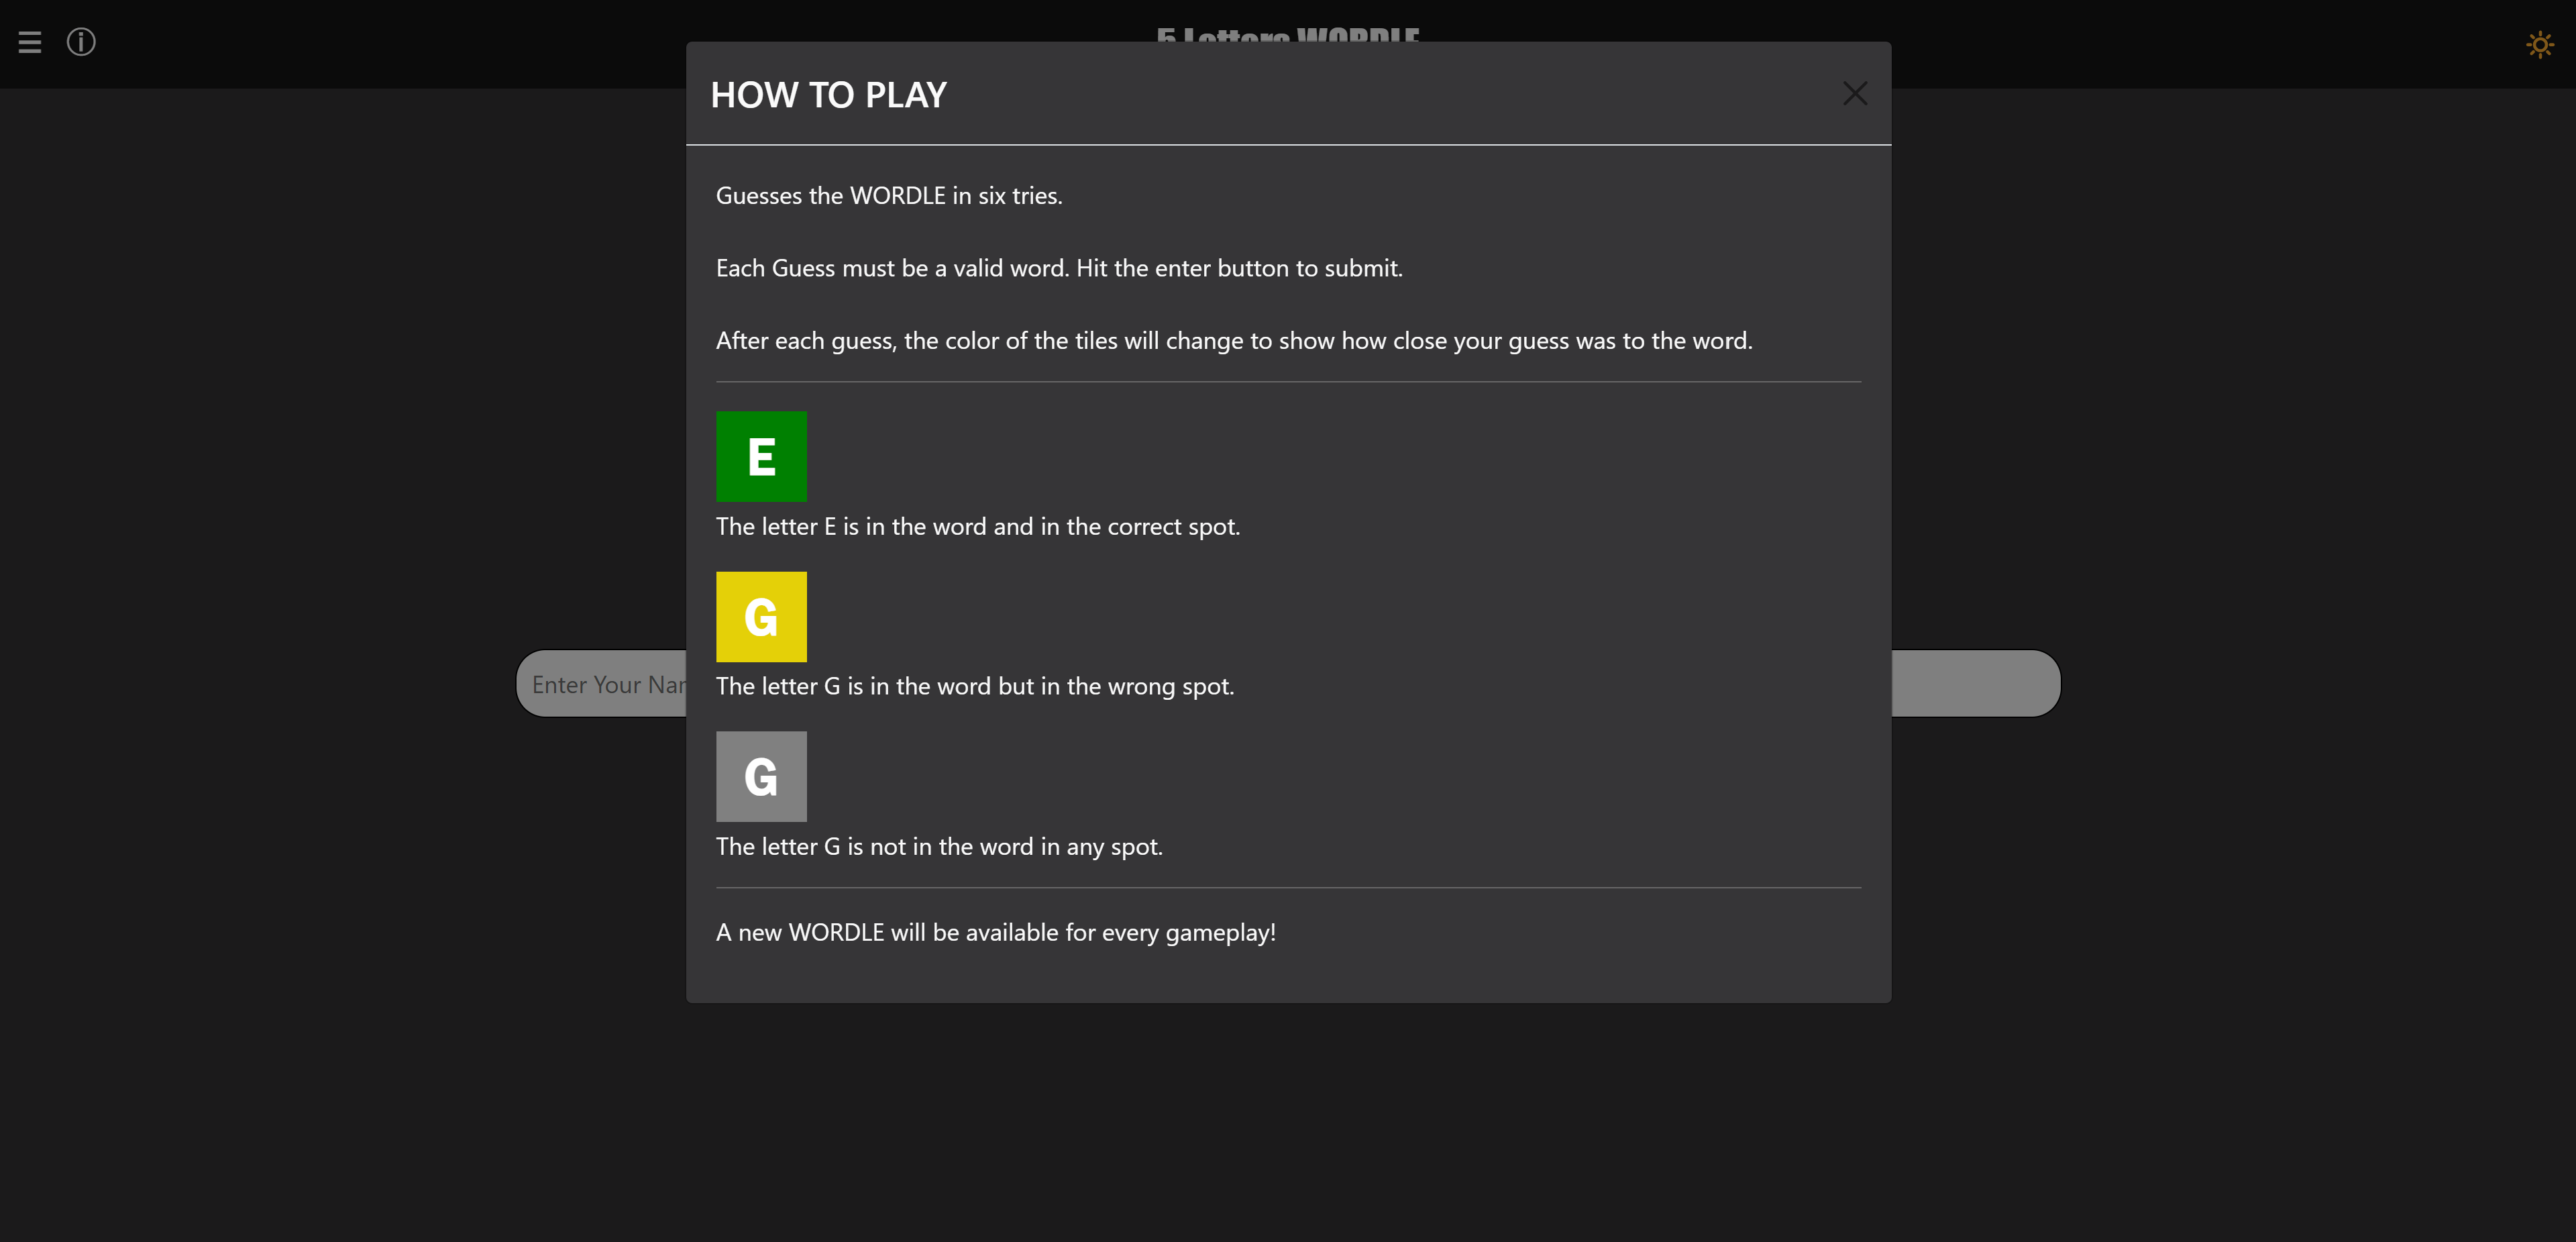 5 Letters WORDLE
HOW TO PLAY
Guesses the WORDLE in six tries.
Each Guess must be a valid word. Hit the enter button to submit.
After each guess, the color of the tiles will change to show how close your guess was to the word.
E
The letter E is in the word and in the correct spot.
G
Enter Your Nam
The letter G is in the word but in the wrong spot.
G
The letter G is not in the word in any spot.
A new WORDLE will be available for every gameplay!